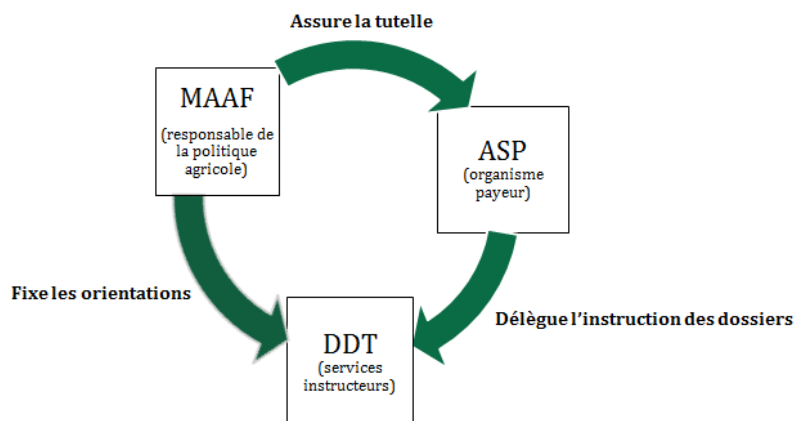 Assure la tutelle
MAAF
(responsable de
la politique
agricole)
ASP
(organisme
payeur)
Fixe les orientations
Délègue l'instruction des dossiers
DDT
(services
instructeurs)